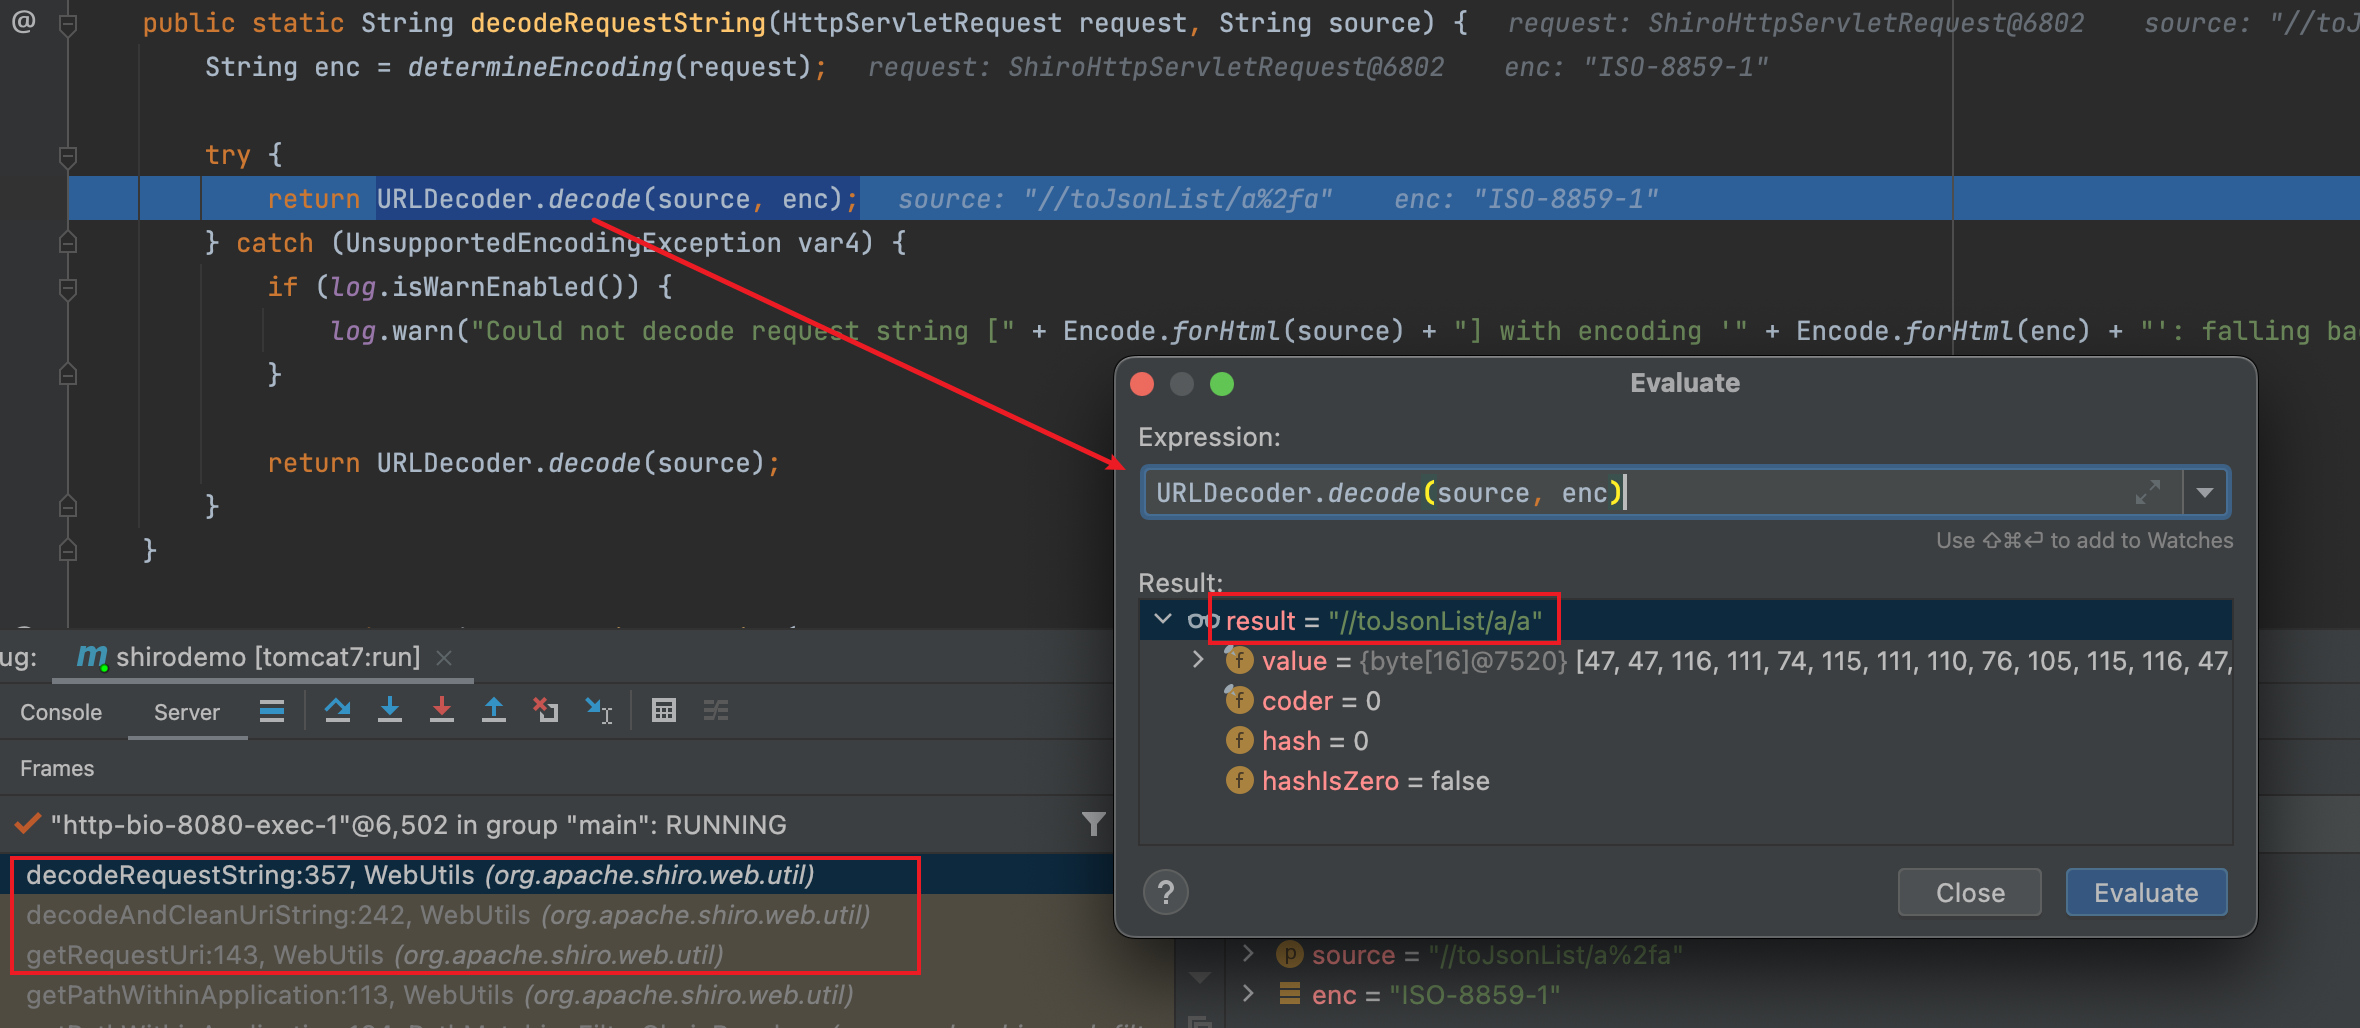 @ public static String decodeRequestString(HttpServletRequest request, String source) { request: ShiroHttpServletRequest@6802 source: "//toJ
String enc = determineEncoding(request); request: ShiroHttpServletRequest@6802 enc: "ISO-8859-1"
try {
return URLDecoder.decode(source, enc); source: "//toJsonList/a%2fa" enc: "ISO-8859-1"
} catch (UnsupportedEncodingException var4) {
if (log.isWarnEnabled()) {
log.warn("Could not decode request string [" + Encode.forHtml(source) + "] with encoding '" + Encode.forHtml(enc) + "': falling ba
}
return URLDecoder.decode(source);
}
}
Evaluate
Expression:
URLDecoder.decode(source, enc)
Use ⇧⌘⏎ to add to Watches
Result:
result = "//toJsonList/a/a"
value = {byte[16]@7520} [47, 47, 116, 111, 74, 115, 111, 110, 76, 105, 115, 116, 47,
coder = 0
hash = 0
hashIsZero = false
? Close Evaluate
ug: shirodemo [tomcat7:run]
Console Server
Frames
"http-bio-8080-exec-1"@6,502 in group "main": RUNNING
decodeRequestString:357, WebUtils (org.apache.shiro.web.util)
decodeAndCleanUriString:242, WebUtils (org.apache.shiro.web.util)
getRequestUri:143, WebUtils (org.apache.shiro.web.util)
getPathWithinApplication:113, WebUtils (org.apache.shiro.web.util)
source = "//toJsonList/a%2fa"
enc = "ISO-8859-1"